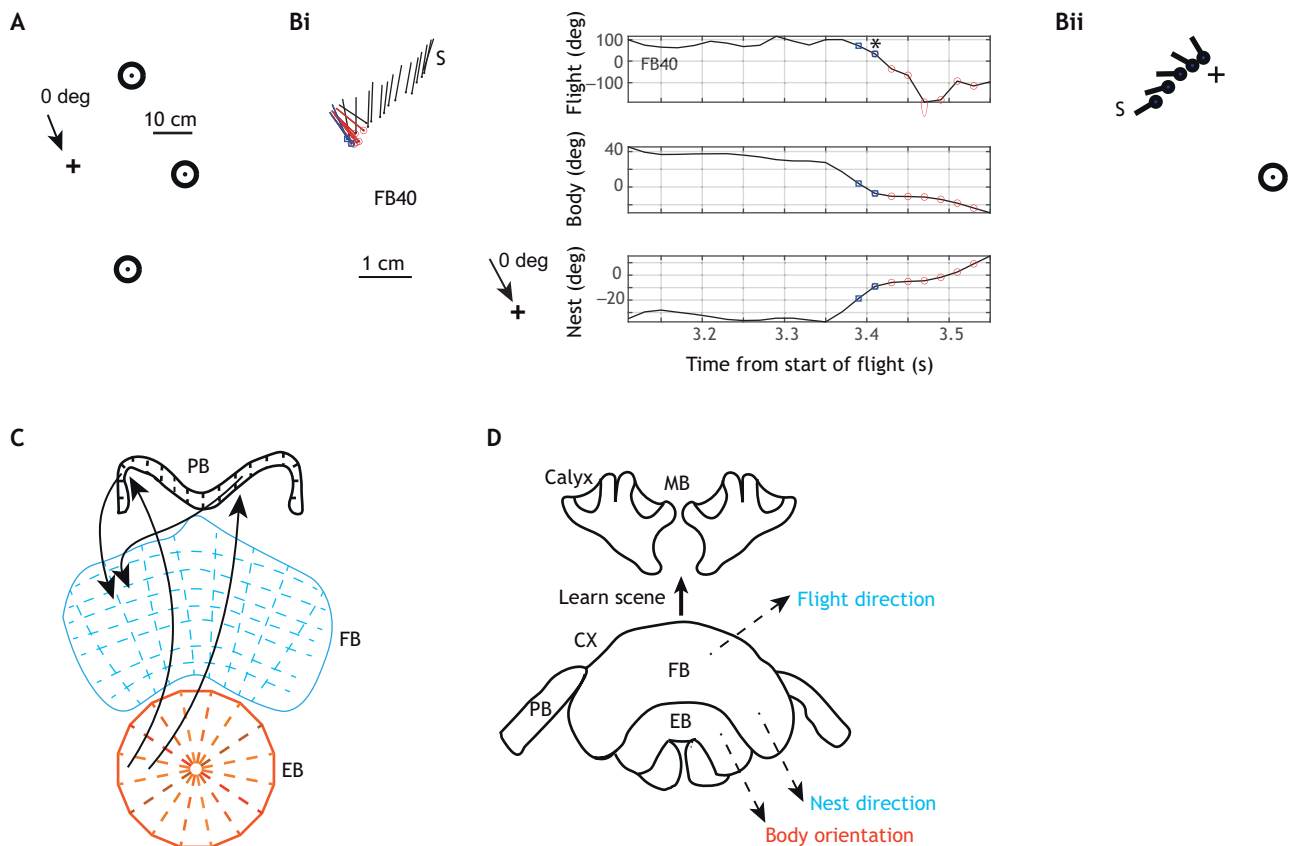 A
0 deg
10 cm
Bi
S
FB40
1 cm
0 deg
Flight (deg)
100
0
−100
*
FB40
Body (deg)
40
0
Nest (deg)
0
−20
3.2
3.3
3.4
3.5
Time from start of flight (s)
Bii
S
C
PB
FB
EB
D
Calyx
MB
Learn scene
Flight direction
CX
FB
PB
EB
Nest direction
Body orientation